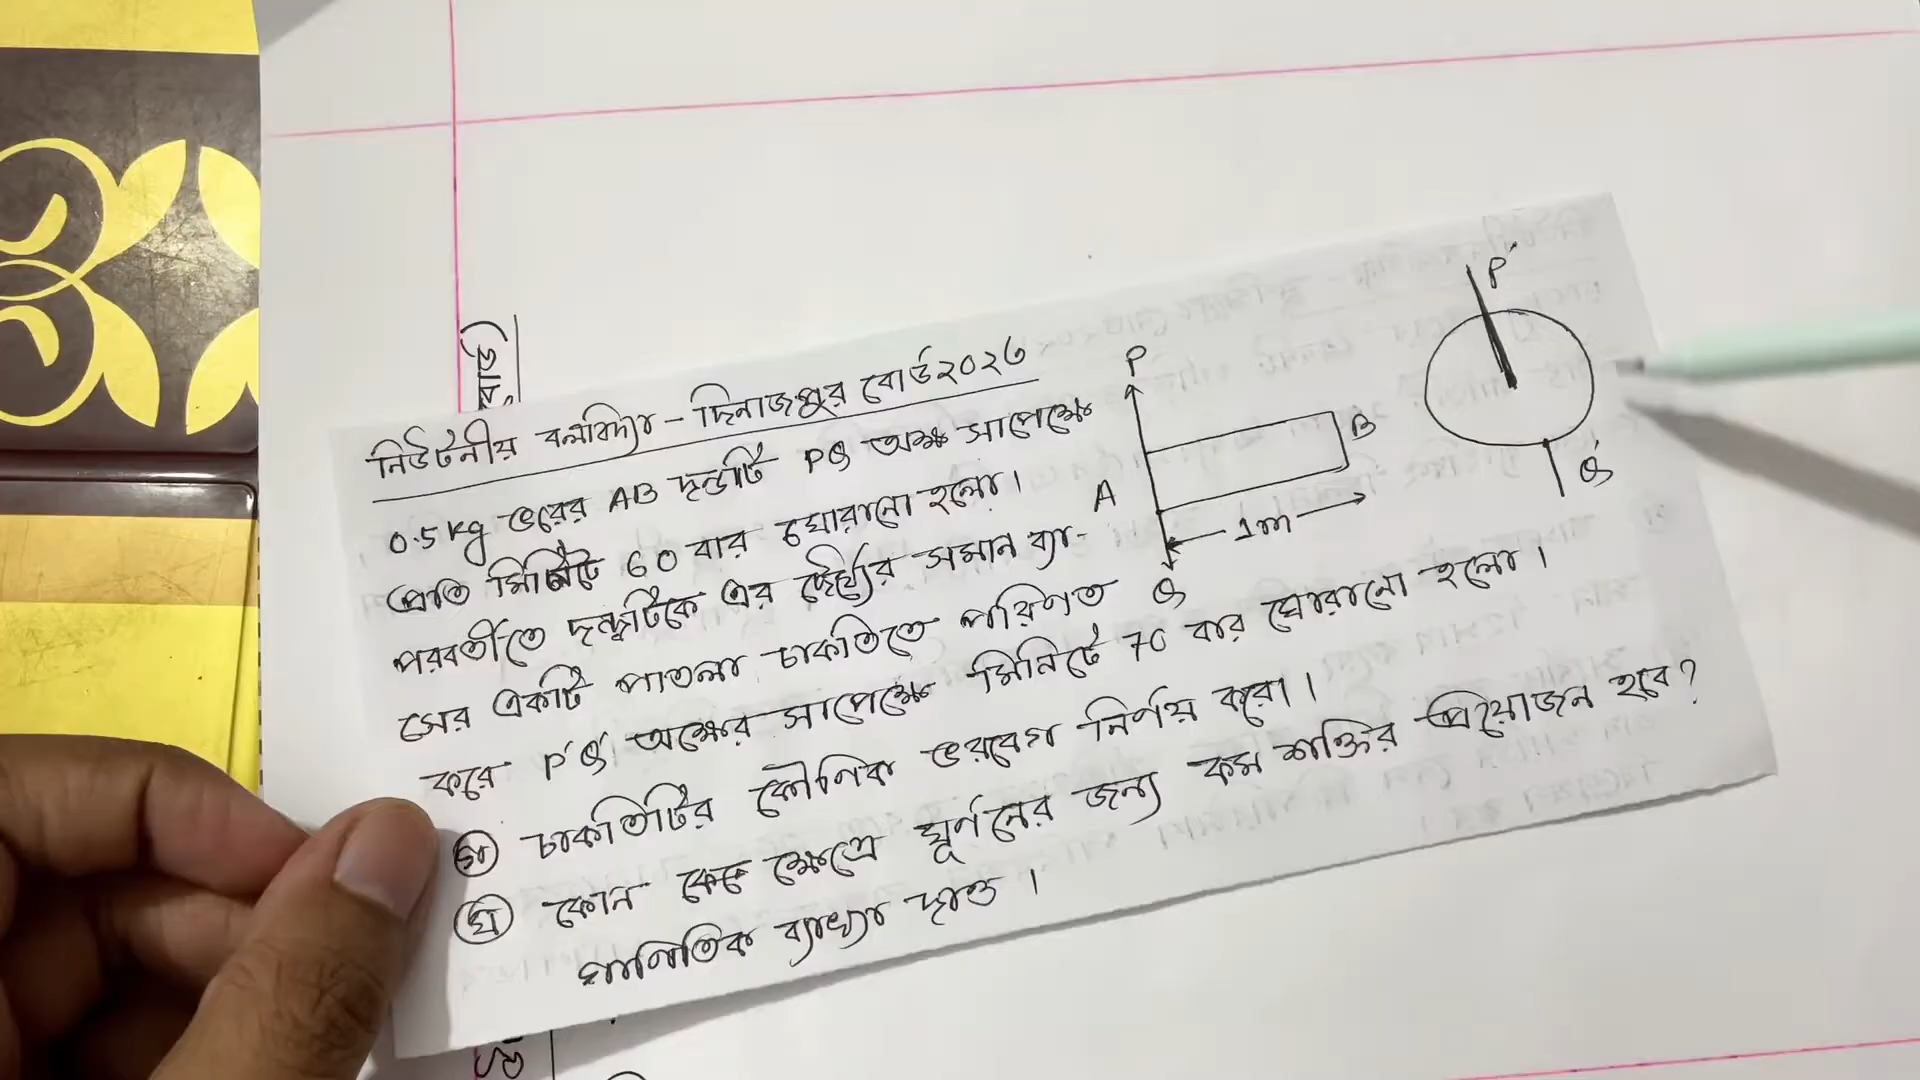 নিউটনীয় বলবিদ্যা - দিনাজপুর বোর্ড ২০২৩
0.5 kg ভরের AB দন্ডটি PQ অক্ষ সাপেক্ষে
প্রতি মিনিটে 60 বার ঘোরানো হলো।
পরবর্তীতে দন্ডটিকে এর দৈর্ঘ্যের সমান ব্যা-
সের একটি পাতলা চাকতিতে পরিণত
করে P'Q' অক্ষের সাপেক্ষে মিনিটে 70 বার ঘোরানো হলো।
গ চাকতিটির কৌণিক ভরবেগ নির্ণয় করো।
ঘ কোন ক্ষেত্রে ঘূর্ণনের জন্য কম শক্তির প্রয়োজন হবে?
গাণিতিক ব্যাখ্যা দাও।
P
B
A
1m
Q
P'
Q'